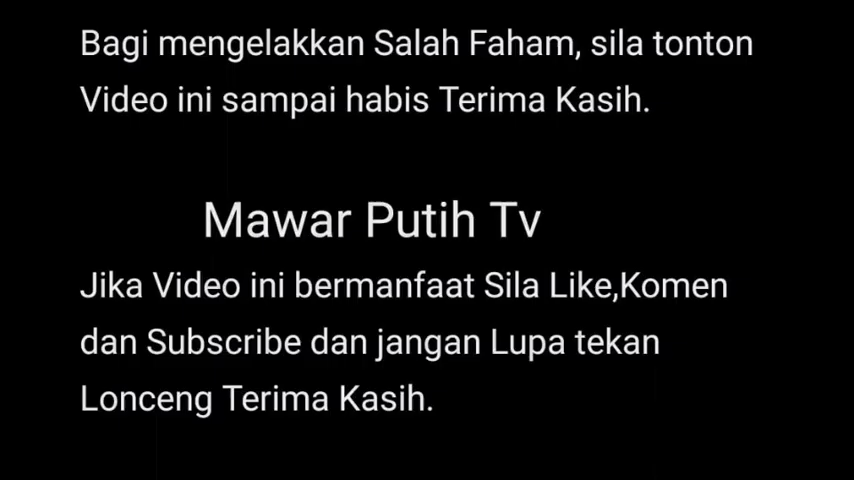 Bagi mengelakkan Salah Faham, sila tonton
Video ini sampai habis Terima Kasih.
Mawar Putih Tv
Jika Video ini bermanfaat Sila Like,Komen
dan Subscribe dan jangan Lupa tekan
Lonceng Terima Kasih.